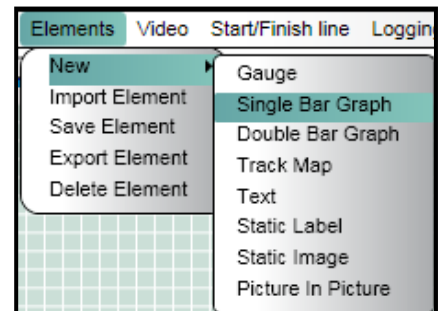 Elements Video Start/Finish line Loggin
New
Import Element
Save Element
Export Element
Delete Element
Gauge
Single Bar Graph
Double Bar Graph
Track Map
Text
Static Label
Static Image
Picture In Picture